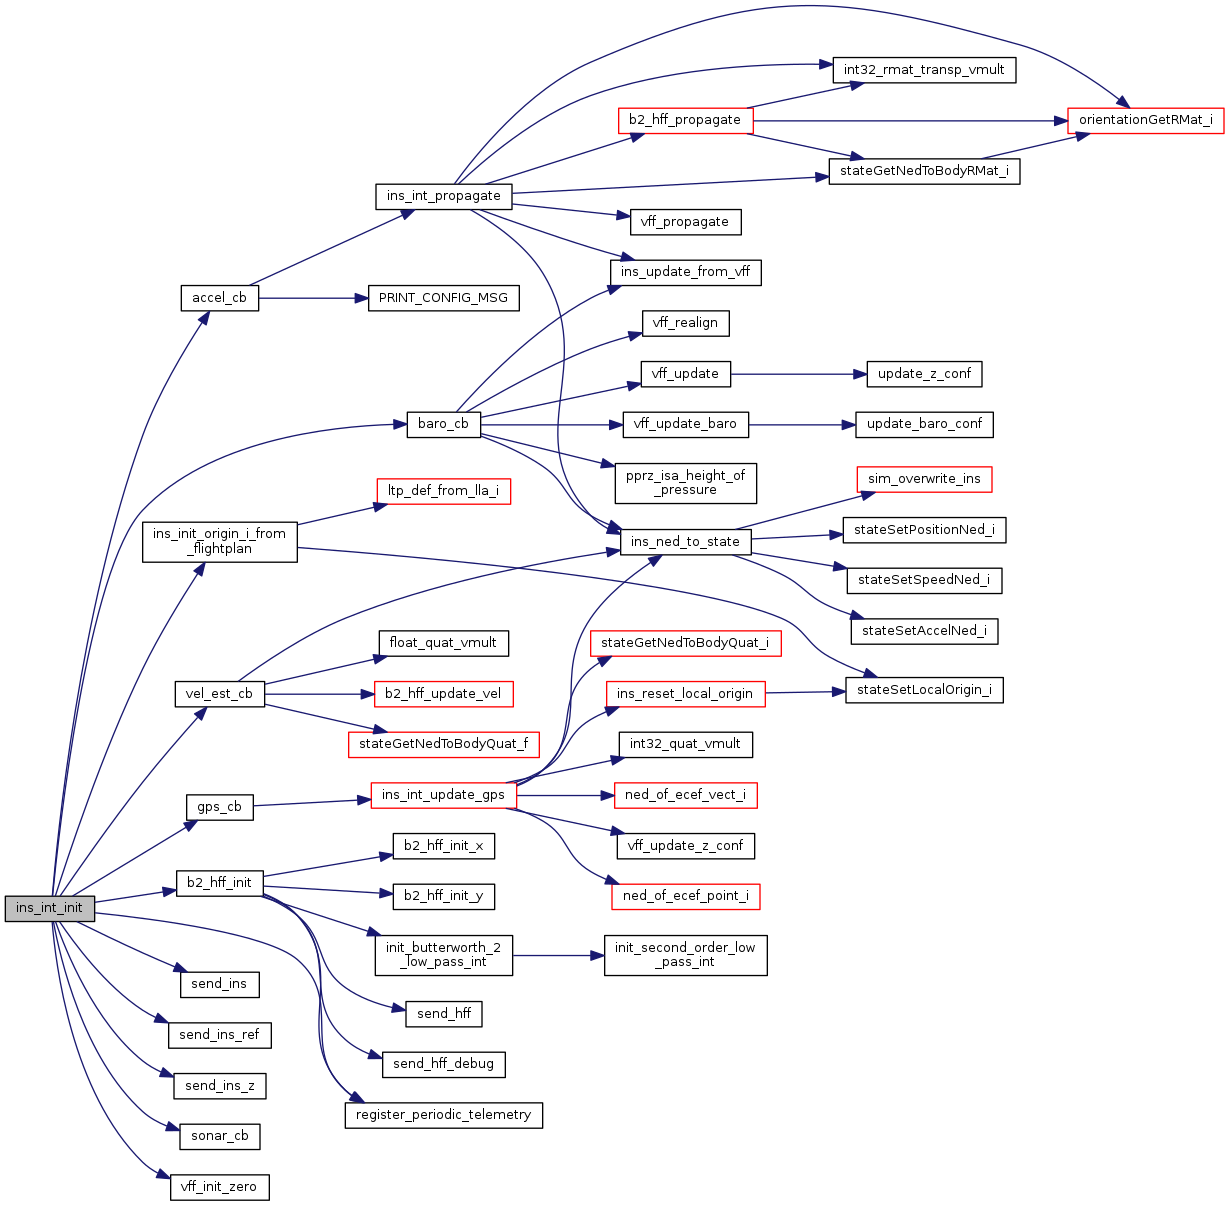 int32_rmat_transp_vmult
b2_hff_propagate
orientationGetRMat_i
stateGetNedToBodyRMat_i
ins_int_propagate
vff_propagate
ins_update_from_vff
accel_cb
PRINT_CONFIG_MSG
vff_realign
vff_update
update_z_conf
baro_cb
vff_update_baro
update_baro_conf
pprz_isa_height_of
_pressure
sim_overwrite_ins
ltp_def_from_lla_i
ins_init_origin_i_from
_flightplan
ins_ned_to_state
stateSetPositionNed_i
stateSetSpeedNed_i
stateSetAccelNed_i
float_quat_vmult
stateGetNedToBodyQuat_i
vel_est_cb
b2_hff_update_vel
ins_reset_local_origin
stateSetLocalOrigin_i
stateGetNedToBodyQuat_f
int32_quat_vmult
gps_cb
ins_int_update_gps
ned_of_ecef_vect_i
b2_hff_init_x
vff_update_z_conf
b2_hff_init
b2_hff_init_y
ned_of_ecef_point_i
ins_int_init
init_butterworth_2
_low_pass_int
init_second_order_low
_pass_int
send_ins
send_hff
send_ins_ref
send_hff_debug
send_ins_z
register_periodic_telemetry
sonar_cb
vff_init_zero